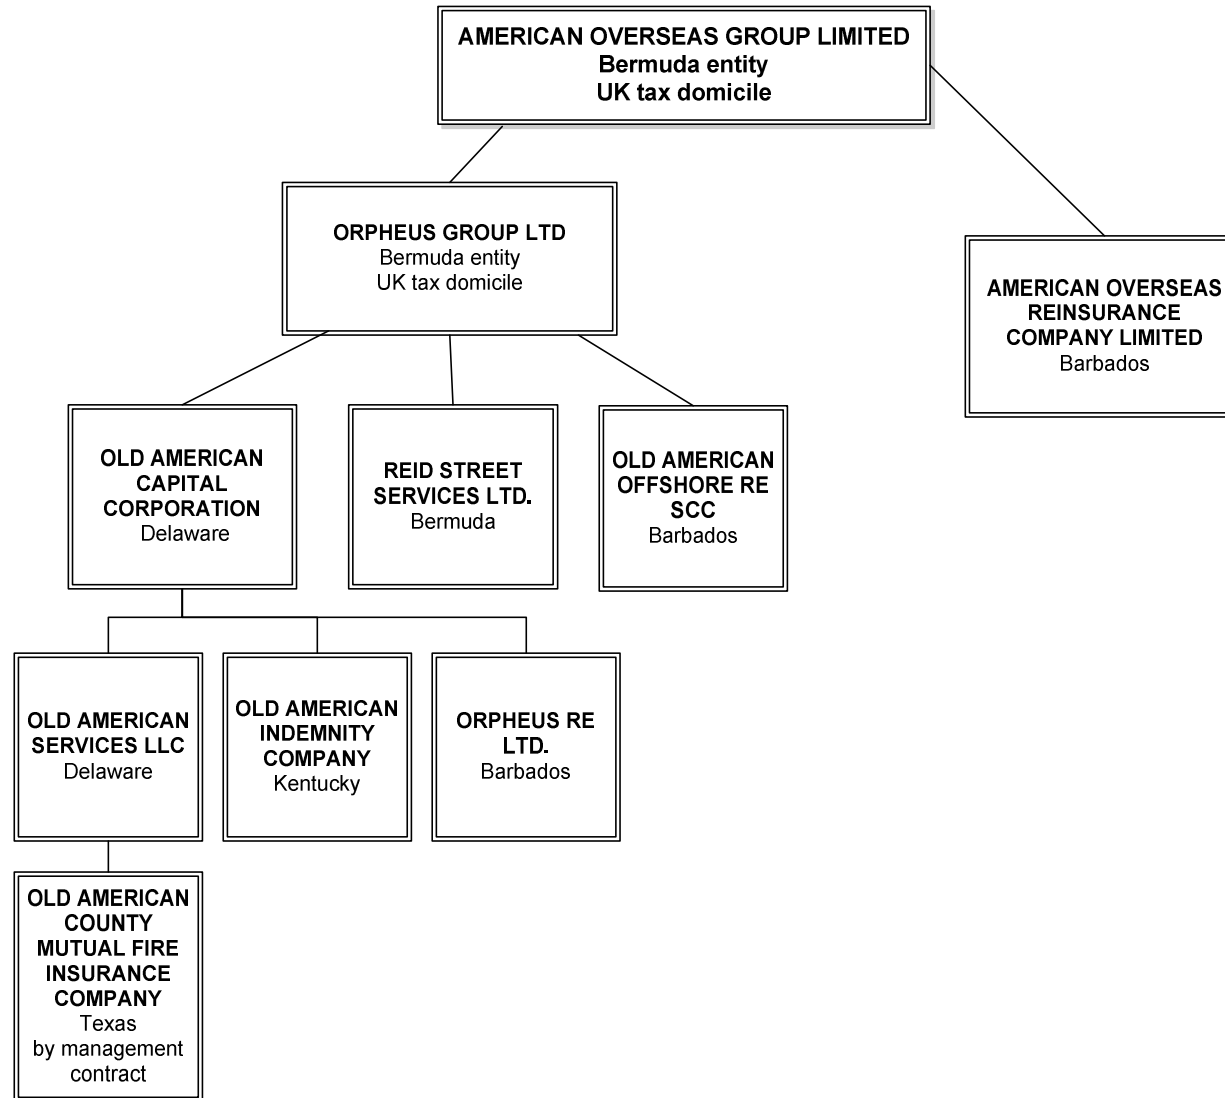 AMERICAN OVERSEAS GROUP LIMITED
Bermuda entity
UK tax domicile
ORPHEUS GROUP LTD
Bermuda entity
UK tax domicile
AMERICAN OVERSEAS
REINSURANCE
COMPANY LIMITED
Barbados
OLD AMERICAN
CAPITAL
CORPORATION
Delaware
REID STREET
SERVICES LTD.
Bermuda
OLD AMERICAN
OFFSHORE RE
SCC
Barbados
OLD AMERICAN
SERVICES LLC
Delaware
OLD AMERICAN
INDEMNITY
COMPANY
Kentucky
ORPHEUS RE
LTD.
Barbados
OLD AMERICAN
COUNTY
MUTUAL FIRE
INSURANCE
COMPANY
Texas
by management
contract